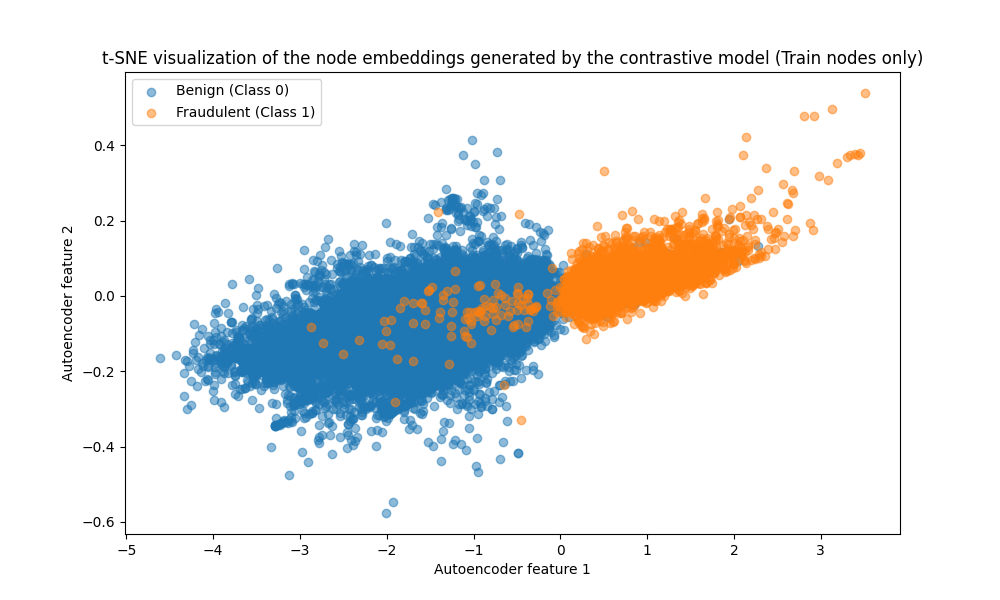 t-SNE visualization of the node embeddings generated by the contrastive model (Train nodes only)
Benign (Class 0)
Fraudulent (Class 1)
0.4
0.2
0.0
−0.2
−0.4
−0.6
Autoencoder feature 2
−5 −4 −3 −2 −1 0 1 2 3
Autoencoder feature 1